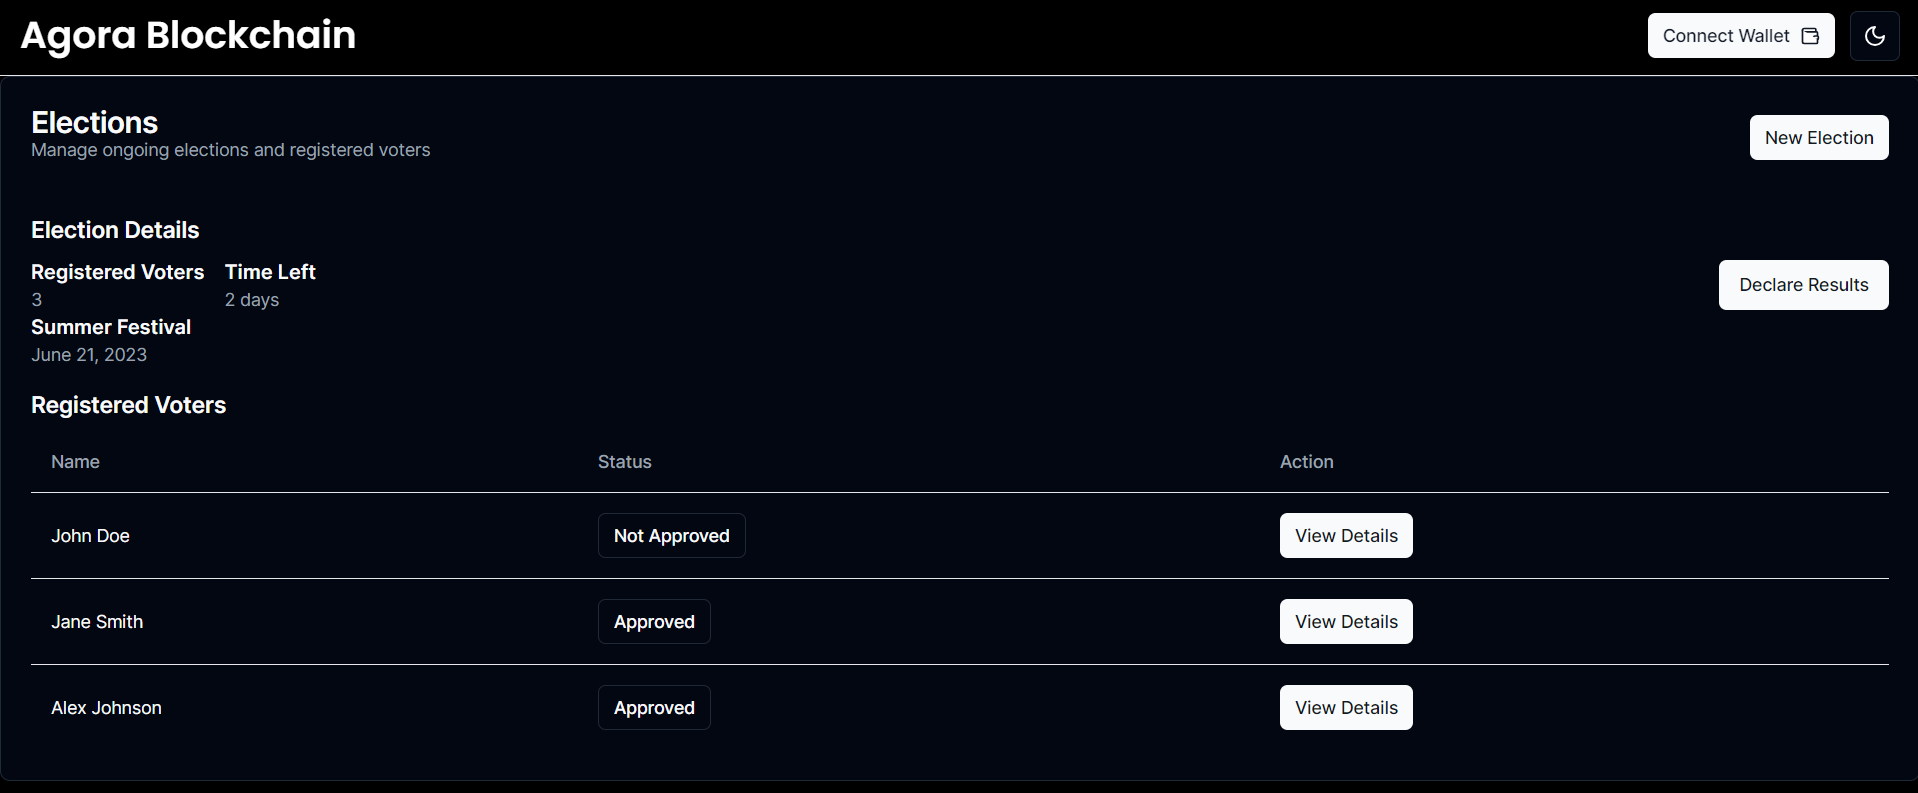 Agora Blockchain
Connect Wallet
Elections
Manage ongoing elections and registered voters
New Election
Election Details
Registered Voters Time Left
3 2 days
Declare Results
Summer Festival
June 21, 2023
Registered Voters
Name Status Action
John Doe Not Approved View Details
Jane Smith Approved View Details
Alex Johnson Approved View Details